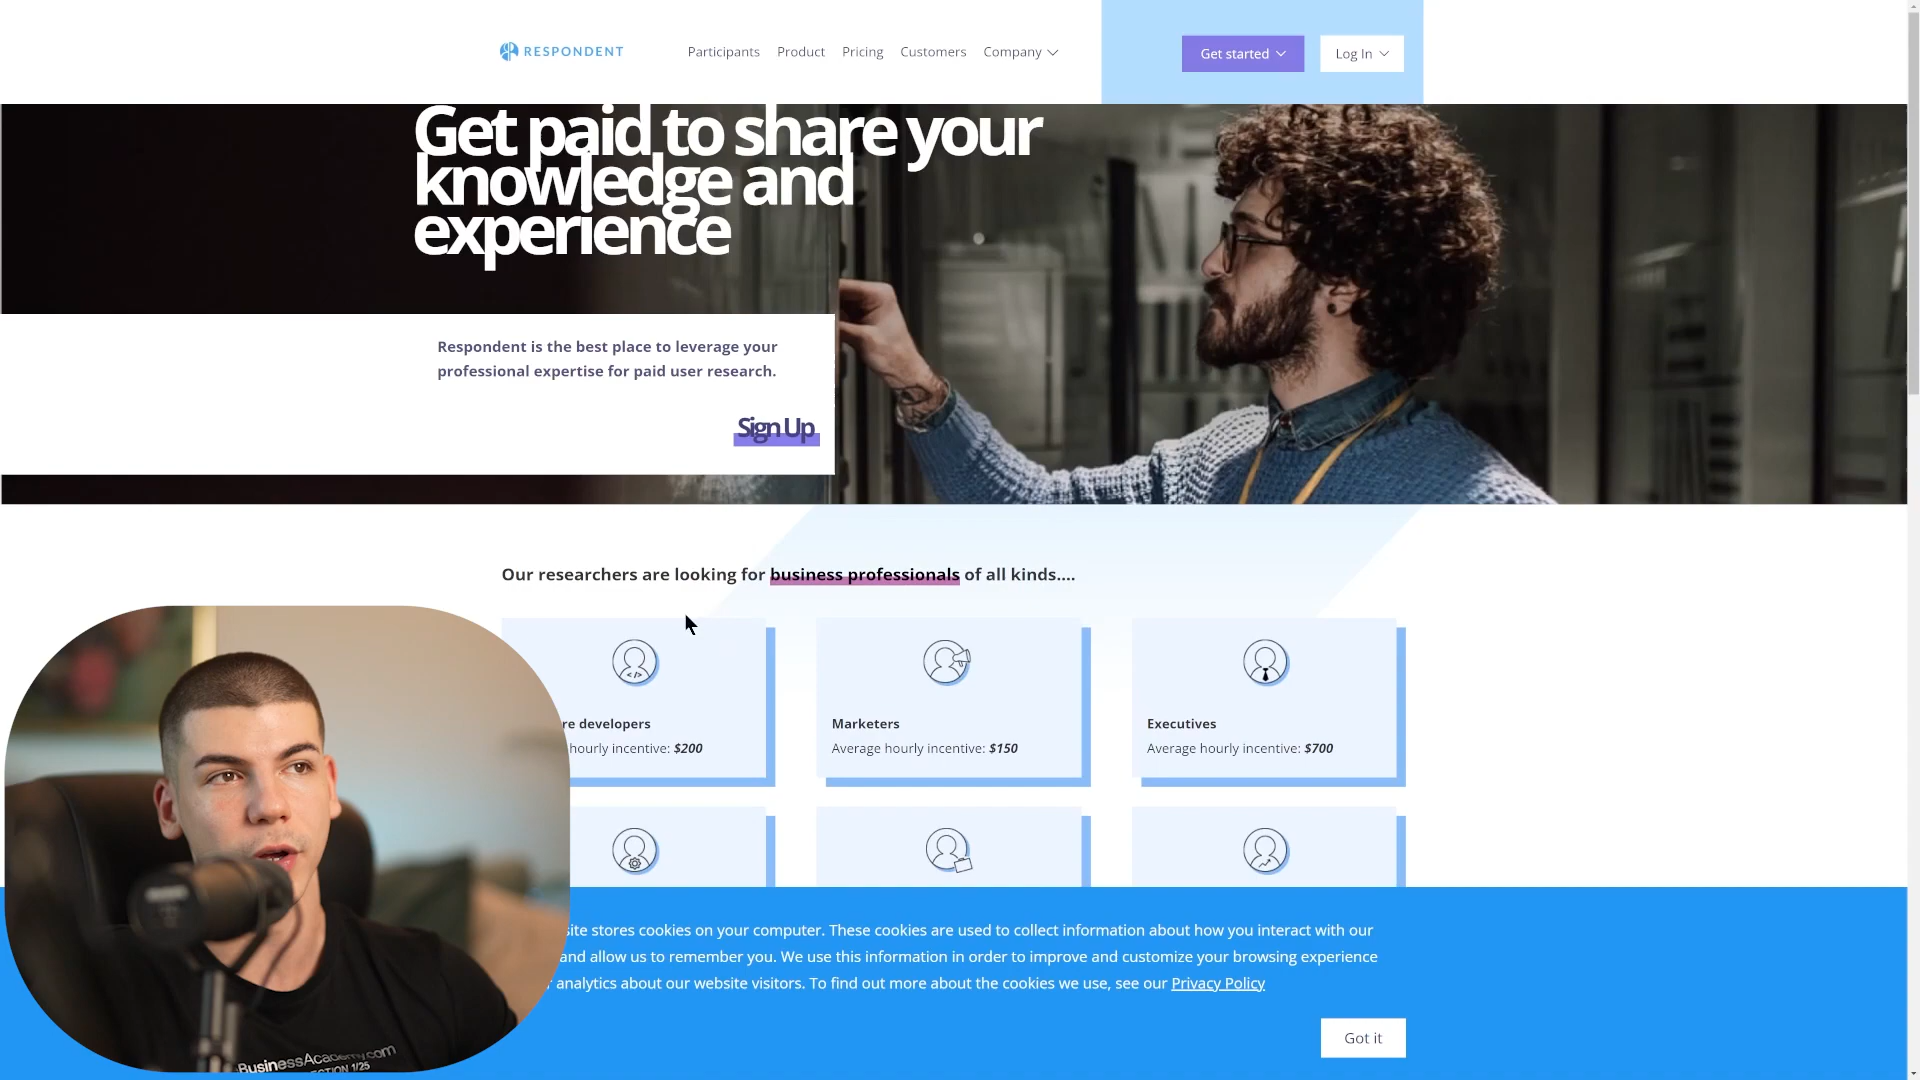 RESPONDENT
Participants
Product
Pricing
Customers
Company
Get started
Log In
Get paid to share your
knowledge and
experience
Respondent is the best place to leverage your
professional expertise for paid user research.
Sign Up
Our researchers are looking for business professionals of all kinds....
re developers
hourly incentive: $200
Marketers
Average hourly incentive: $150
Executives
Average hourly incentive: $700
site stores cookies on your computer. These cookies are used to collect information about how you interact with our
and allow us to remember you. We use this information in order to improve and customize your browsing experience
analytics about our website visitors. To find out more about the cookies we use, see our Privacy Policy
Got it
BusinessAcademy.com
CTION 1/25